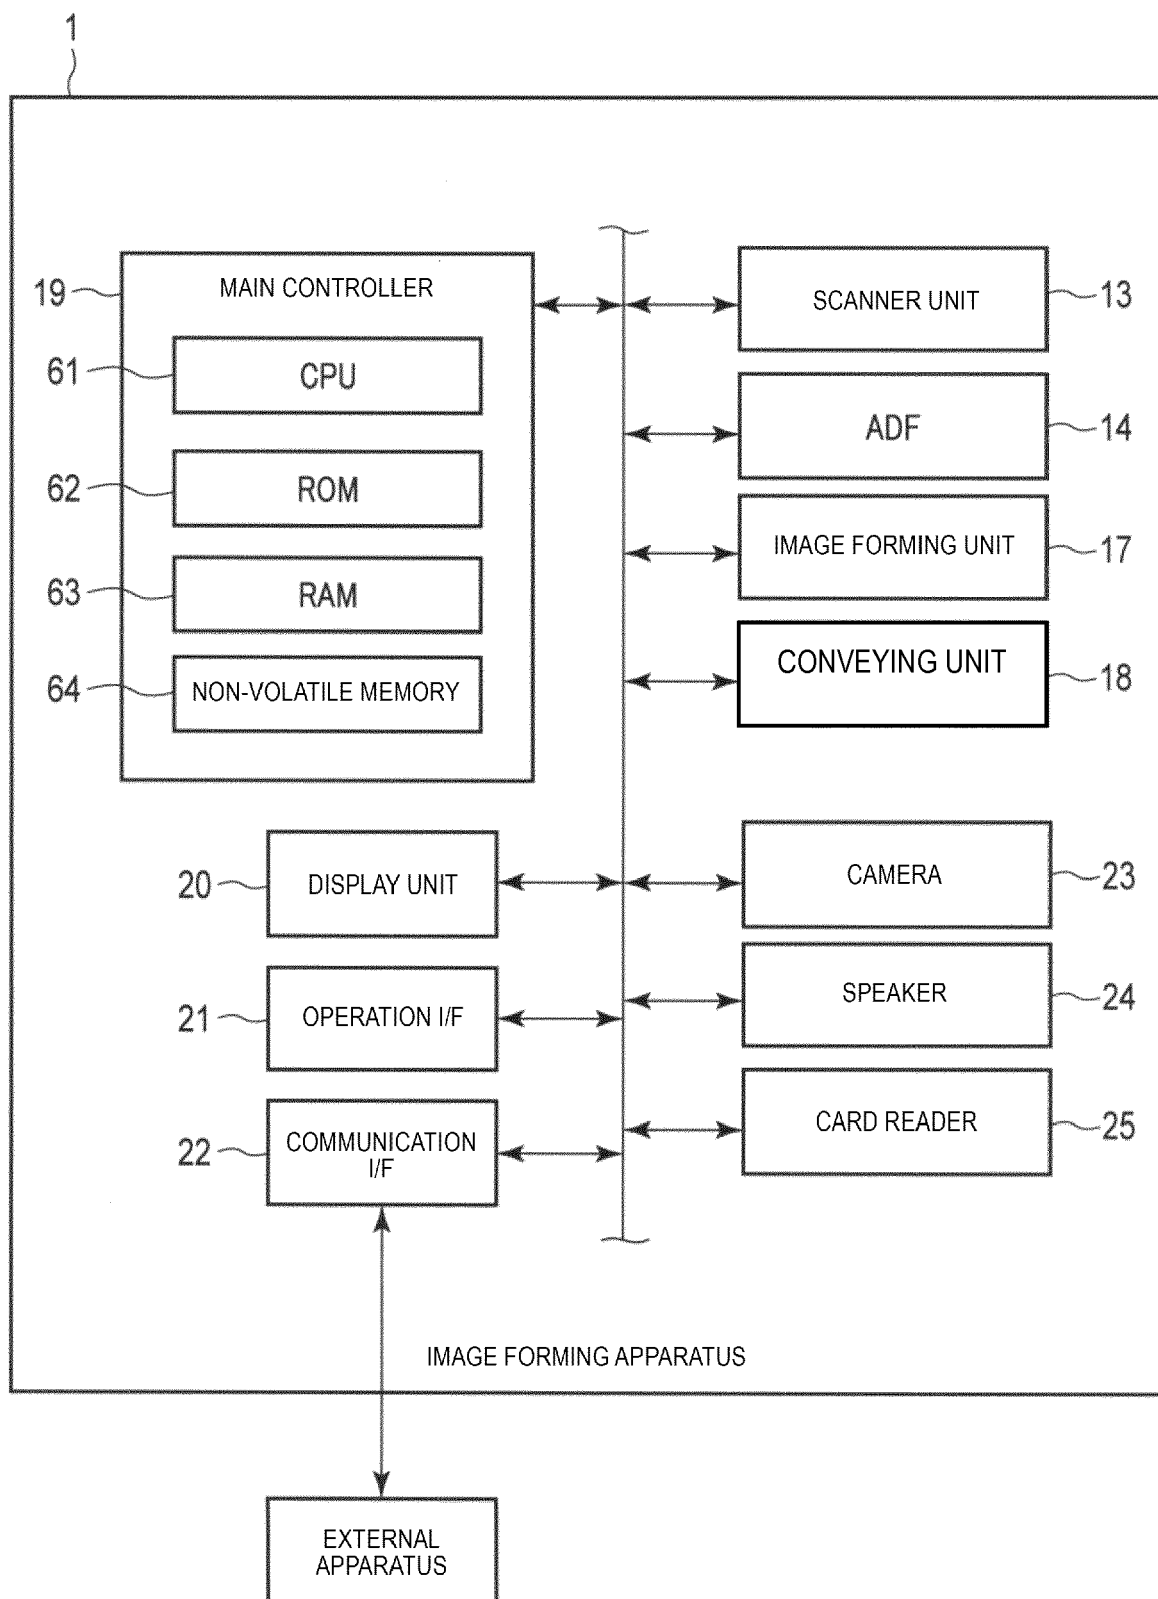 1
19
MAIN CONTROLLER
61
CPU
62
ROM
63
RAM
64
NON-VOLATILE MEMORY
SCANNER UNIT
13
ADF
14
IMAGE FORMING UNIT
17
CONVEYING UNIT
18
20
DISPLAY UNIT
21
OPERATION I/F
22
COMMUNICATION
I/F
CAMERA
23
SPEAKER
24
CARD READER
25
IMAGE FORMING APPARATUS
EXTERNAL
APPARATUS